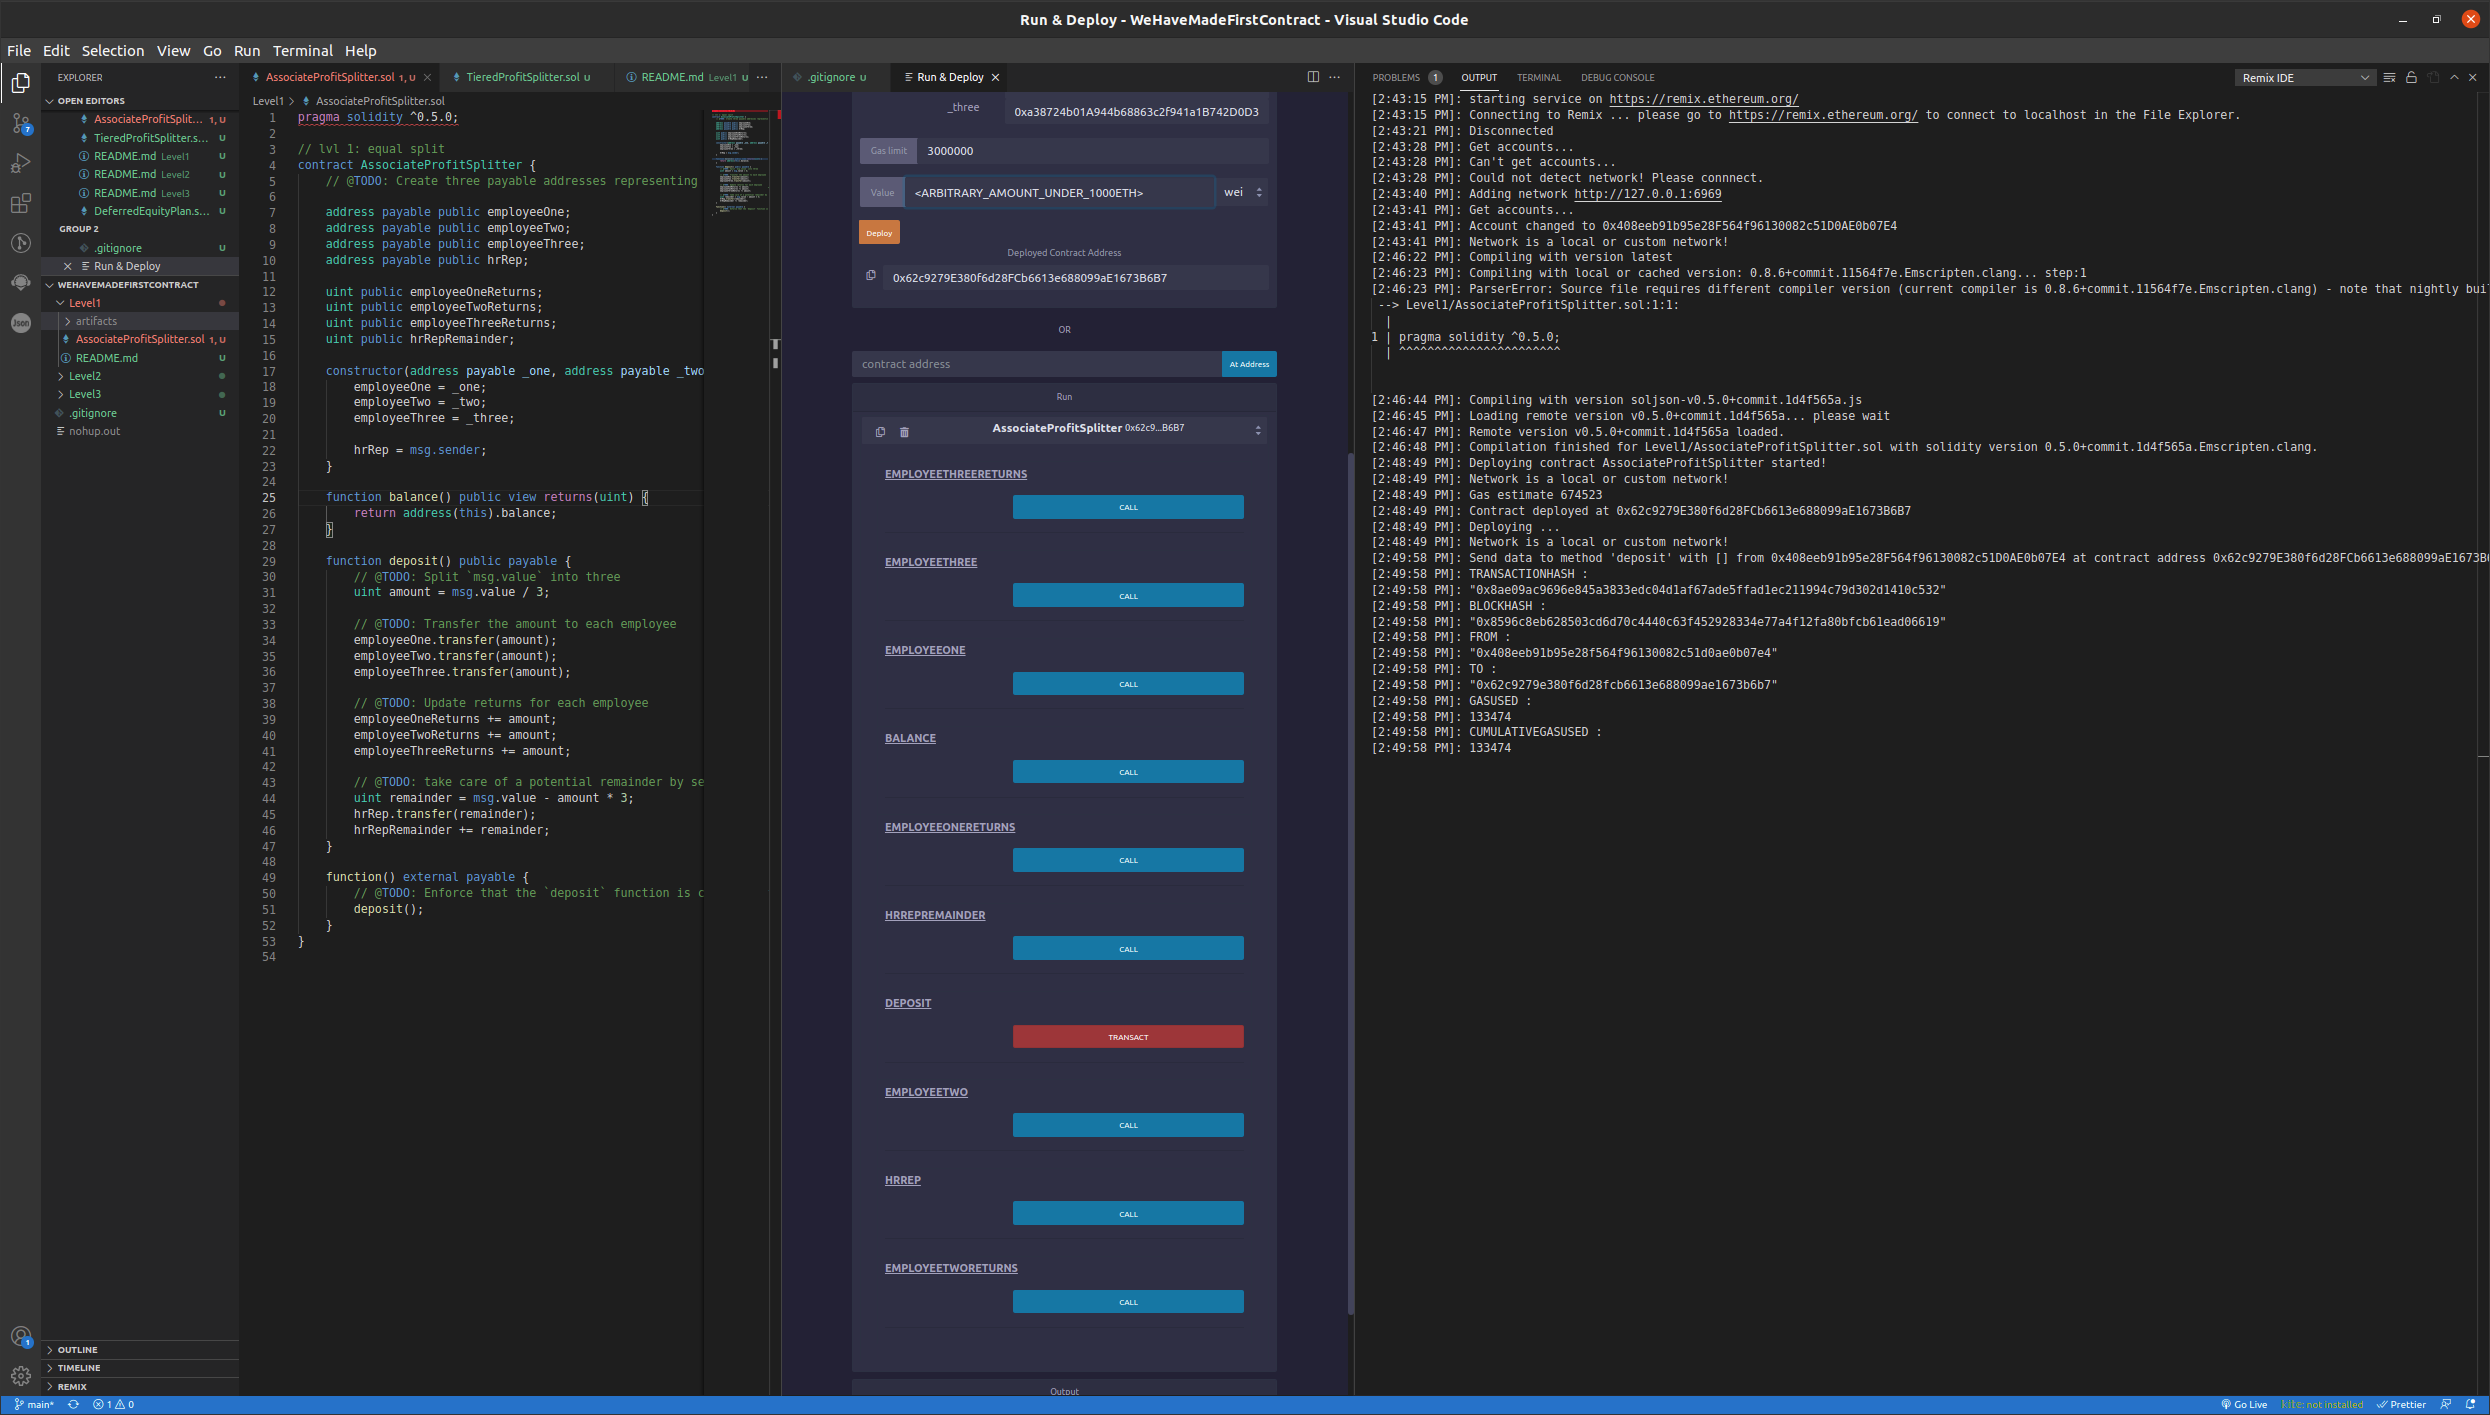 Run & Deploy - WeHaveMadeFirstContract - Visual Studio Code
File Edit Selection View Go Run Terminal Help
EXPLORER
OPEN EDITORS
AssociateProfitSplit... 1, U
TieredProfitSplitter.s... U
README.md Level1 U
README.md Level2 U
README.md Level3 U
DeferredEquityPlan.s... U
GROUP 2
.gitignore U
Run & Deploy
WEHAVEMADEFIRSTCONTRACT
Level1
artifacts
AssociateProfitSplitter.sol 1, U
README.md U
Level2
Level3
.gitignore U
nohup.out
OUTLINE
TIMELINE
REMIX
AssociateProfitSplitter.sol 1, U
TieredProfitSplitter.sol U
README.md Level1 U
Level1 > AssociateProfitSplitter.sol
1 pragma solidity ^0.5.0;
2
3 // lvl 1: equal split
4 contract AssociateProfitSplitter {
5 // @TODO: Create three payable addresses representing
6
7 address payable public employeeOne;
8 address payable public employeeTwo;
9 address payable public employeeThree;
10 address payable public hrRep;
11
12 uint public employeeOneReturns;
13 uint public employeeTwoReturns;
14 uint public employeeThreeReturns;
15 uint public hrRepRemainder;
16
17 constructor(address payable _one, address payable _two
18 employeeOne = _one;
19 employeeTwo = _two;
20 employeeThree = _three;
21
22 hrRep = msg.sender;
23 }
24
25 function balance() public view returns(uint) {
26 return address(this).balance;
27 }
28
29 function deposit() public payable {
30 // @TODO: Split `msg.value` into three
31 uint amount = msg.value / 3;
32
33 // @TODO: Transfer the amount to each employee
34 employeeOne.transfer(amount);
35 employeeTwo.transfer(amount);
36 employeeThree.transfer(amount);
37
38 // @TODO: Update returns for each employee
39 employeeOneReturns += amount;
40 employeeTwoReturns += amount;
41 employeeThreeReturns += amount;
42
43 // @TODO: take care of a potential remainder by se
44 uint remainder = msg.value - amount * 3;
45 hrRep.transfer(remainder);
46 hrRepRemainder += remainder;
47 }
48
49 function() external payable {
50 // @TODO: Enforce that the `deposit` function is c
51 deposit();
52 }
53 }
54
.gitignore U
Run & Deploy
_three 0xa38724b01A944b68863c2f941a1B742D0D3
Gas limit 3000000
Value <ARBITRARY_AMOUNT_UNDER_1000ETH> wei
Deploy
Deployed Contract Address
0x62c9279E380f6d28FCb6613e688099aE1673B6B7
OR
contract address At Address
Run
AssociateProfitSplitter 0x62c9...B6B7
EMPLOYEETHREERETURNS
CALL
EMPLOYEETHREE
CALL
EMPLOYEEONE
CALL
BALANCE
CALL
EMPLOYEEONERETURNS
CALL
HRREPREMAINDER
CALL
DEPOSIT
TRANSACT
EMPLOYEETWO
CALL
HRREP
CALL
EMPLOYEETWORETURNS
CALL
Output
PROBLEMS 1 OUTPUT TERMINAL DEBUG CONSOLE Remix IDE
[2:43:15 PM]: starting service on https://remix.ethereum.org/
[2:43:15 PM]: Connecting to Remix ... please go to https://remix.ethereum.org/ to connect to localhost in the File Explorer.
[2:43:21 PM]: Disconnected
[2:43:28 PM]: Get accounts...
[2:43:28 PM]: Can't get accounts...
[2:43:28 PM]: Could not detect network! Please connnect.
[2:43:40 PM]: Adding network http://127.0.0.1:6969
[2:43:41 PM]: Get accounts...
[2:43:41 PM]: Account changed to 0x408eeb91b95e28F564f96130082c51D0AE0b07E4
[2:43:41 PM]: Network is a local or custom network!
[2:46:22 PM]: Compiling with version latest
[2:46:23 PM]: Compiling with local or cached version: 0.8.6+commit.11564f7e.Emscripten.clang... step:1
[2:46:23 PM]: ParserError: Source file requires different compiler version (current compiler is 0.8.6+commit.11564f7e.Emscripten.clang) - note that nightly bui
--> Level1/AssociateProfitSplitter.sol:1:1:
|
1 | pragma solidity ^0.5.0;
| ^^^^^^^^^^^^^^^^^^^^^^^
[2:46:44 PM]: Compiling with version soljson-v0.5.0+commit.1d4f565a.js
[2:46:45 PM]: Loading remote version v0.5.0+commit.1d4f565a... please wait
[2:46:47 PM]: Remote version v0.5.0+commit.1d4f565a loaded.
[2:46:48 PM]: Compilation finished for Level1/AssociateProfitSplitter.sol with solidity version 0.5.0+commit.1d4f565a.Emscripten.clang.
[2:48:49 PM]: Deploying contract AssociateProfitSplitter started!
[2:48:49 PM]: Network is a local or custom network!
[2:48:49 PM]: Gas estimate 674523
[2:48:49 PM]: Contract deployed at 0x62c9279E380f6d28FCb6613e688099aE1673B6B7
[2:48:49 PM]: Deploying ...
[2:48:49 PM]: Network is a local or custom network!
[2:49:58 PM]: Send data to method 'deposit' with [] from 0x408eeb91b95e28F564f96130082c51D0AE0b07E4 at contract address 0x62c9279E380f6d28FCb6613e688099aE1673B6
[2:49:58 PM]: TRANSACTIONHASH :
[2:49:58 PM]: "0x8ae09ac9696e845a3833edc04d1af67ade5ffad1ec211994c79d302d1410c532"
[2:49:58 PM]: BLOCKHASH :
[2:49:58 PM]: "0x8596c8eb628503cd6d70c4440c63f452928334e77a4f12fa80bfcb61ead06619"
[2:49:58 PM]: FROM :
[2:49:58 PM]: "0x408eeb91b95e28f564f96130082c51d0ae0b07e4"
[2:49:58 PM]: TO :
[2:49:58 PM]: "0x62c9279e380f6d28fcb6613e688099ae1673b6b7"
[2:49:58 PM]: GASUSED :
[2:49:58 PM]: 133474
[2:49:58 PM]: CUMULATIVEGASUSED :
[2:49:58 PM]: 133474
main* 1 0
Go Live kite: not installed Prettier